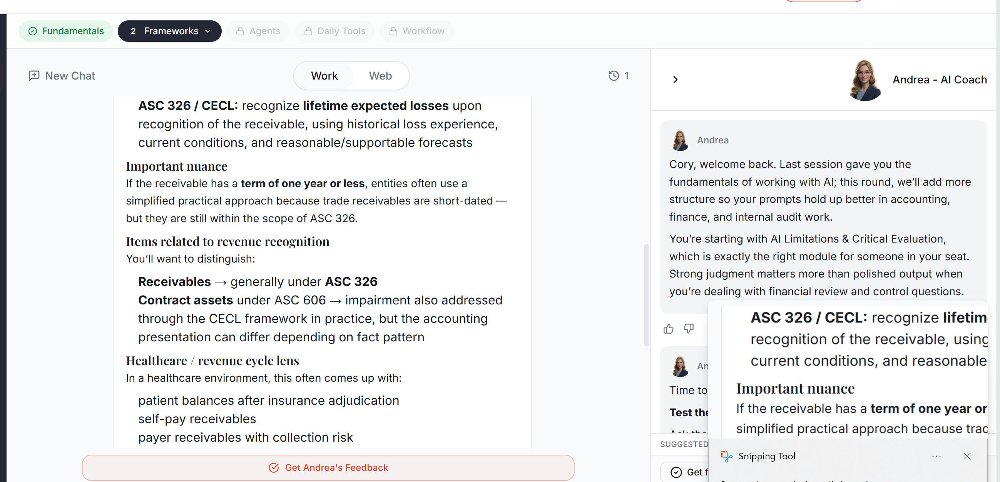 Fundamentals
2 Frameworks
Agents
Daily Tools
Workflow
New Chat
Work
Web
1
ASC 326 / CECL: recognize lifetime expected losses upon
recognition of the receivable, using historical loss experience,
current conditions, and reasonable/supportable forecasts
Important nuance
If the receivable has a term of one year or less, entities often use a
simplified practical approach because trade receivables are short-dated —
but they are still within the scope of ASC 326.
Items related to revenue recognition
You’ll want to distinguish:
Receivables → generally under ASC 326
Contract assets under ASC 606 → impairment also addressed
through the CECL framework in practice, but the accounting
presentation can differ depending on fact pattern
Healthcare / revenue cycle lens
In a healthcare environment, this often comes up with:
patient balances after insurance adjudication
self-pay receivables
payer receivables with collection risk
Get Andrea's Feedback
Andrea - AI Coach
Andrea
Cory, welcome back. Last session gave you the
fundamentals of working with AI; this round, we’ll add more
structure so your prompts hold up better in accounting,
finance, and internal audit work.
You’re starting with AI Limitations & Critical Evaluation,
which is exactly the right module for someone in your seat.
Strong judgment matters more than polished output when
you’re dealing with financial review and control questions.
An
Time to
Test the
SUGGESTED
Get f
ASC 326 / CECL: recognize lifetim
recognition of the receivable, using
current conditions, and reasonable/
Important nuance
If the receivable has a term of one year or
simplified practical approach because trad
Snipping Tool